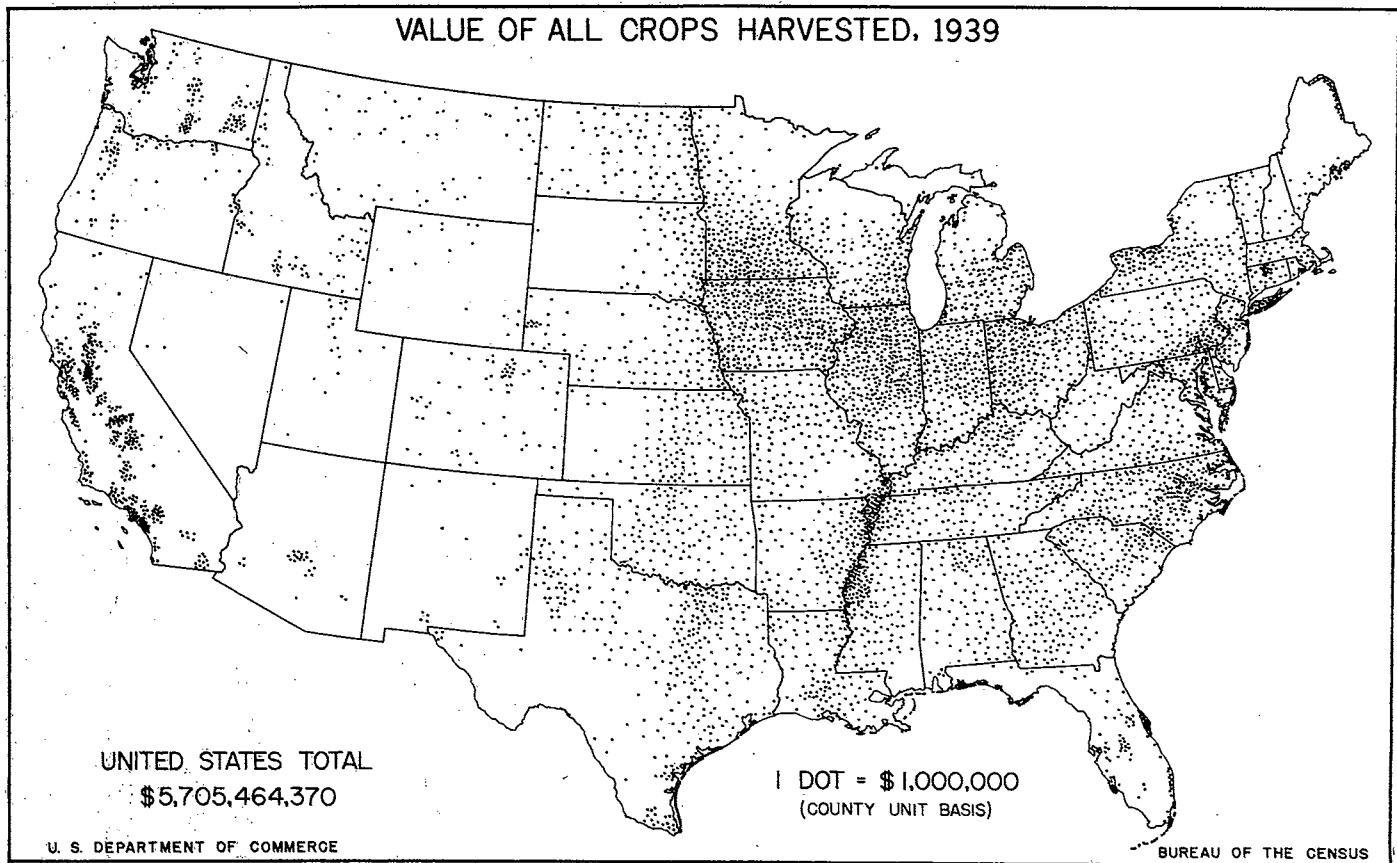 VALUE OF ALL CROPS HARVESTED, 1939
UNITED STATES TOTAL
$5,705,464,370
1 DOT = $1,000,000
(COUNTY UNIT BASIS)
U. S. DEPARTMENT OF COMMERCE
BUREAU OF THE CENSUS